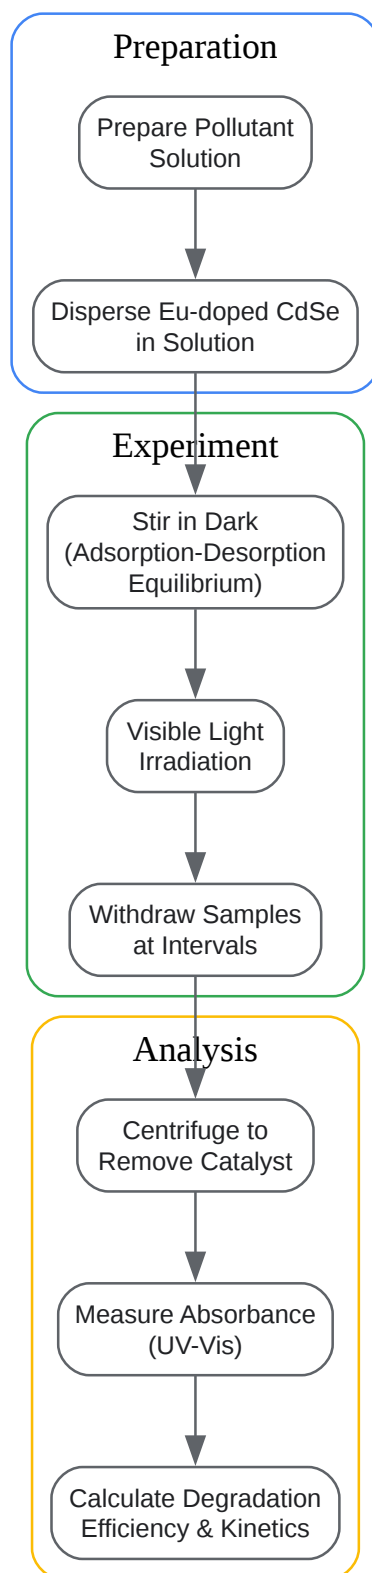 Preparation
Prepare Pollutant
Solution
Disperse Eu-doped CdSe
in Solution
Experiment
Stir in Dark
(Adsorption-Desorption
Equilibrium)
Visible Light
Irradiation
Withdraw Samples
at Intervals
Analysis
Centrifuge to
Remove Catalyst
Measure Absorbance
(UV-Vis)
Calculate Degradation
Efficiency & Kinetics